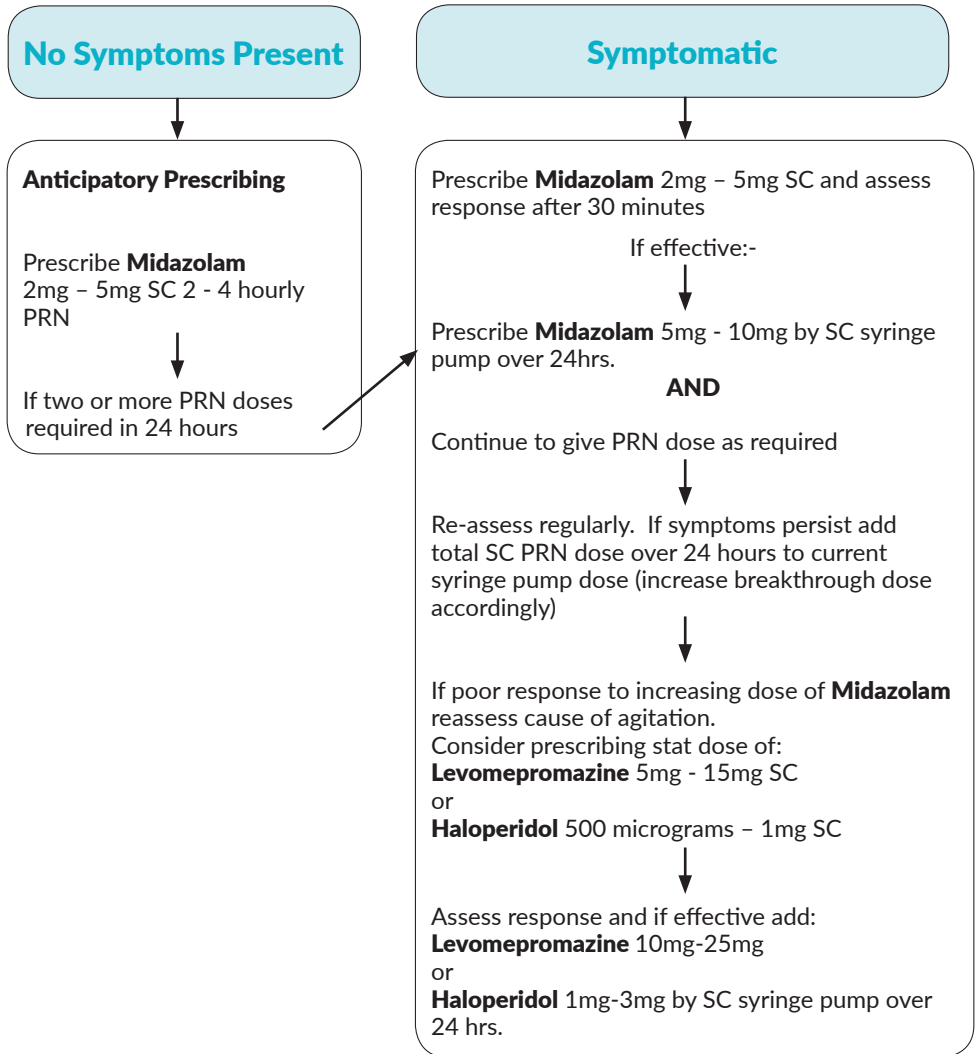 No Symptoms Present
Anticipatory Prescribing
Prescribe Midazolam
2mg – 5mg SC 2 - 4 hourly
PRN
If two or more PRN doses
required in 24 hours
Symptomatic
Prescribe Midazolam 2mg – 5mg SC and assess
response after 30 minutes
If effective:-
Prescribe Midazolam 5mg - 10mg by SC syringe
pump over 24hrs.
AND
Continue to give PRN dose as required
Re-assess regularly. If symptoms persist add
total SC PRN dose over 24 hours to current
syringe pump dose (increase breakthrough dose
accordingly)
If poor response to increasing dose of Midazolam
reassess cause of agitation.
Consider prescribing stat dose of:
Levomepromazine 5mg - 15mg SC
or
Haloperidol 500 micrograms – 1mg SC
Assess response and if effective add:
Levomepromazine 10mg-25mg
or
Haloperidol 1mg-3mg by SC syringe pump over
24 hrs.